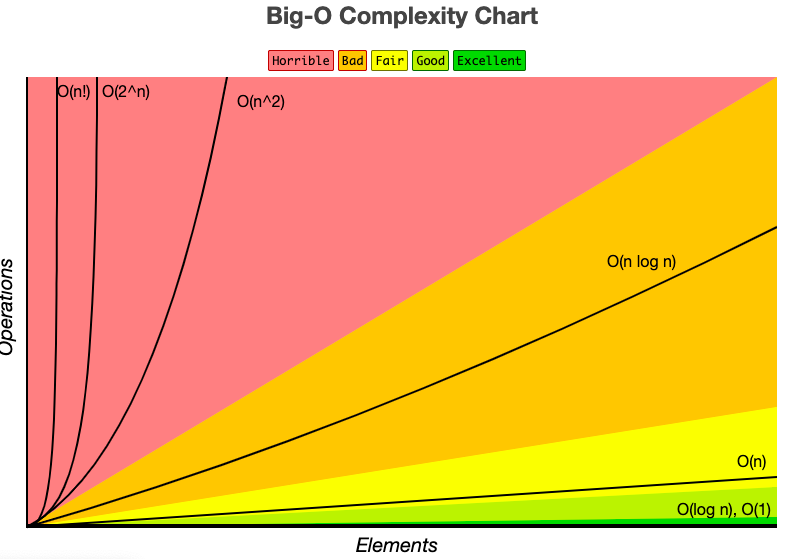 Big-O Complexity Chart
Horrible Bad Fair Good Excellent
O(n!) O(2^n)
O(n^2)
O(n log n)
O(n)
O(log n), O(1)
Operations
Elements